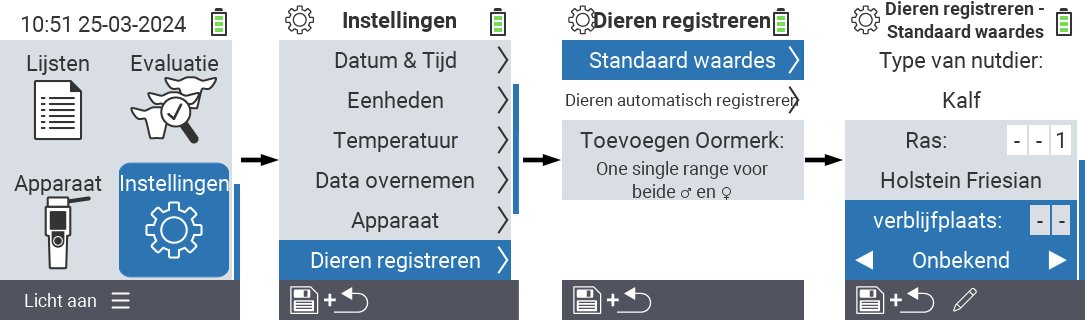 10:51 25-03-2024
Lijsten
Evaluatie
Apparaat
Instellingen
Licht aan
Instellingen
Datum & Tijd
Eenheden
Temperatuur
Data overnemen
Apparaat
Dieren registreren
+
Dieren registreren
Standaard waardes
Dieren automatisch registreren
Toevoegen Oormerk:
One single range voor
beide ♂ en ♀
+
Dieren registreren -
Standaard waardes
Type van nutdier:
Kalf
Ras: - - 1
Holstein Friesian
verblijfplaats: - -
Onbekend
+